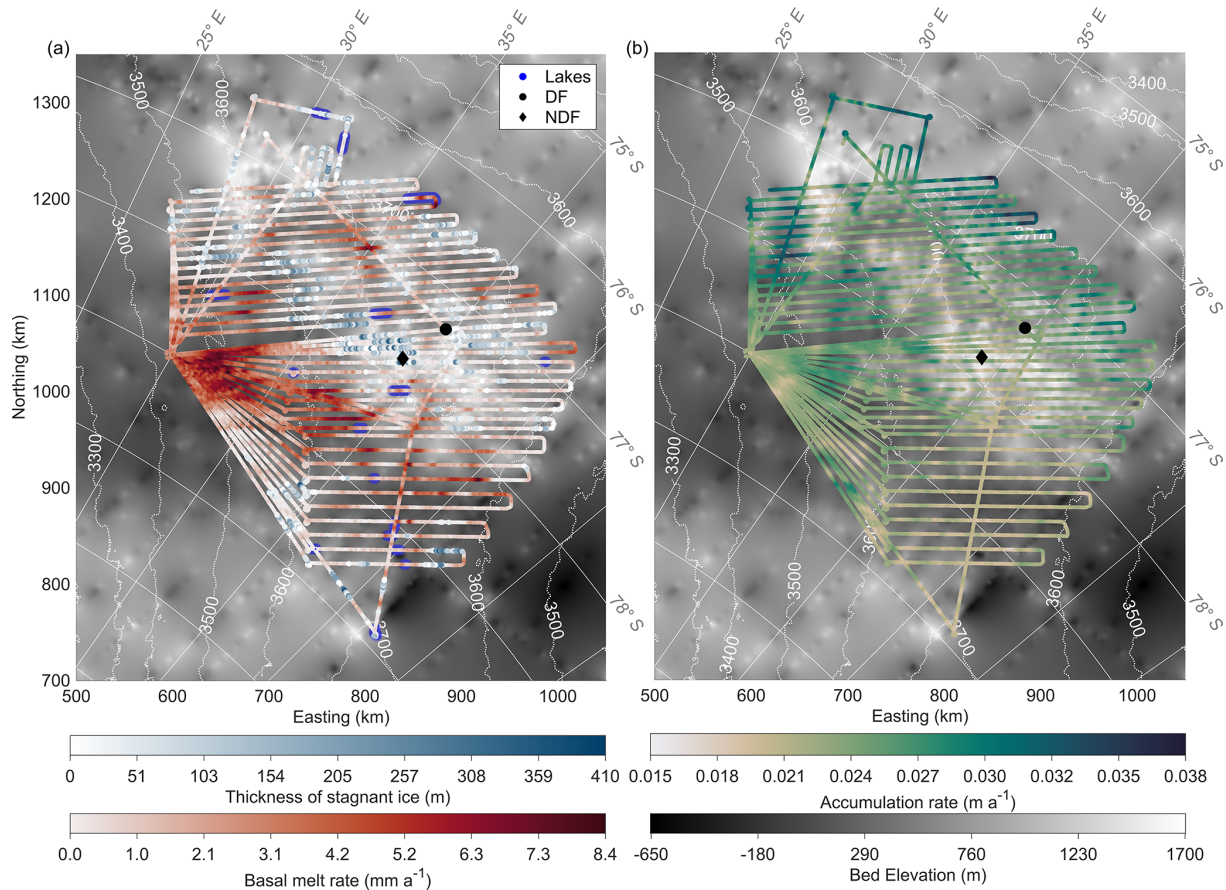 (a)
25° E
30° E
35° E
(b)
25° E
30° E
35° E
Lakes
DF
NDF
1300
1200
1100
1000
900
800
700
Northing (km)
3500
3600
3400
3300
3500
3600
3700
3600
3600
3500
75° S
76° S
77° S
78° S
500
600
700
800
900
1000
Easting (km)
3500
3600
3400
3500
3600
3400
3300
3500
3400
3600
3500
75° S
76° S
77° S
78° S
500
600
700
800
900
1000
Easting (km)
0
51
103
154
205
257
308
359
410
Thickness of stagnant ice (m)
0.0
1.0
2.1
3.1
4.2
5.2
6.3
7.3
8.4
Basal melt rate (mm a⁻¹)
0.015
0.018
0.021
0.024
0.027
0.030
0.032
0.035
0.038
Accumulation rate (m a⁻¹)
-650
-180
290
760
1230
1700
Bed Elevation (m)